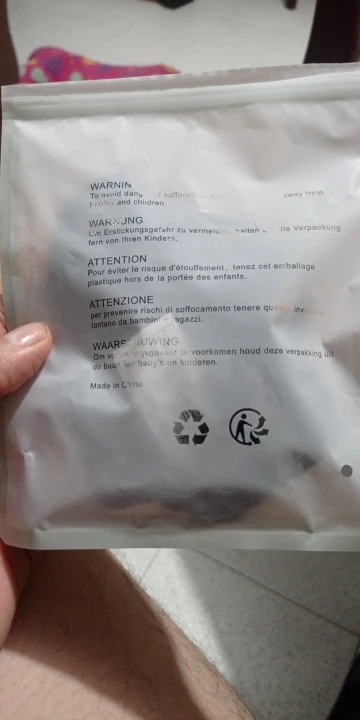 WARNIN
To avoid dang of suffoca away from
babies and children.
WARNUNG
Um Erstickungsgefahr zu vermeiden, halten die Verpackung
fern von Ihren Kindern.
ATTENTION
Pour éviter le risque d'étouffement, tenez cet emballage
plastique hors de la portée des enfants.
ATTENZIONE
per prevenire rischi di soffocamento tenere inv
lontano da bambini ragazzi.
WAARSCHUWING
Om te voorkomen houd deze verpakking uit
de buurt van baby's en kinderen.
Made in China